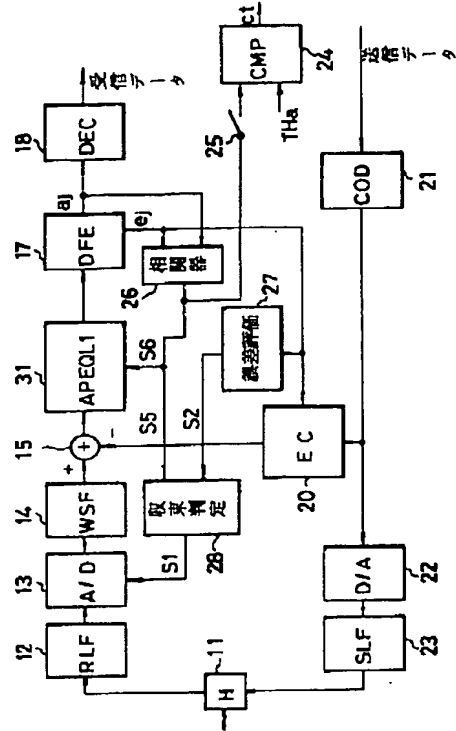 12
RLF
13
A/D
14
WSF
15
+
+
-
31
APEQL1
17
DFE
aj
ej
18
DEC
受信データ
相関器
26
S5
S6
S2
S1
収束判定
28
誤差評価
27
25
CMP
24
ct
THa
11
H
EC
20
送信データ
COD
21
D/A
22
SLF
23